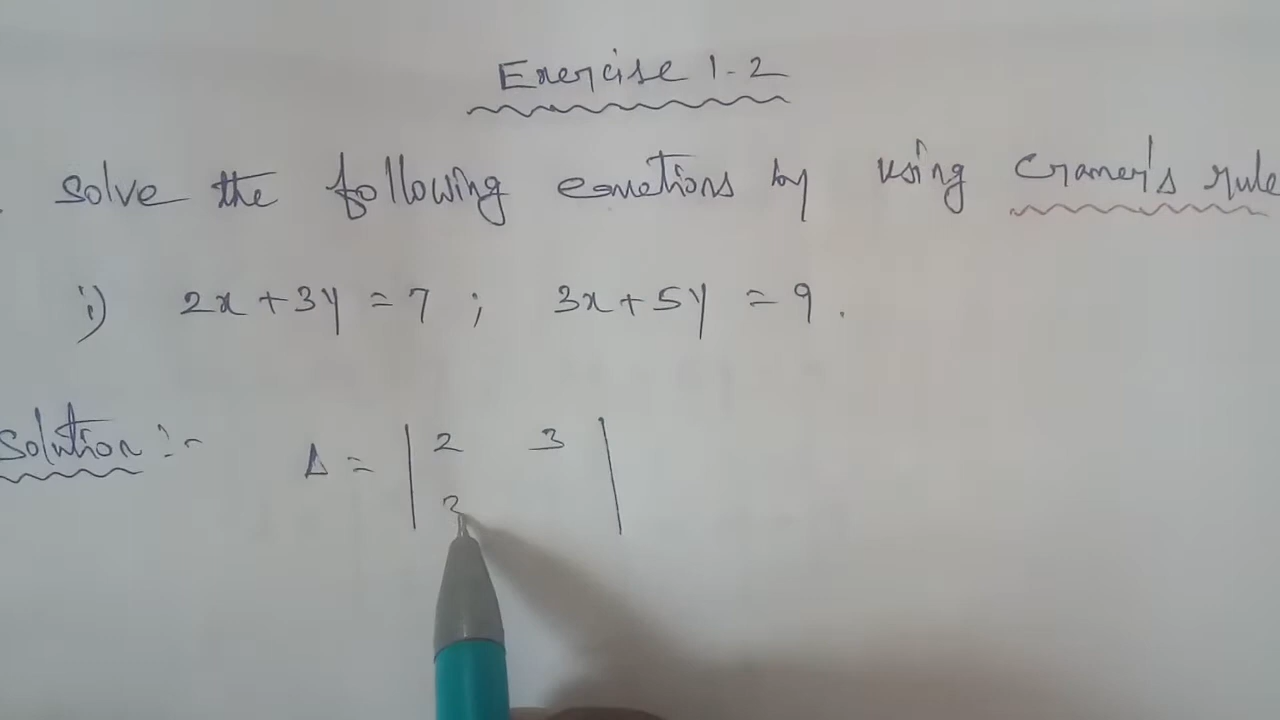 Exercise 1-2
Solve the following equations by using Cramer's rule
i) 2x + 3y = 7 ; 3x + 5y = 9 .
Solution :- Δ = | 2 3 |
3